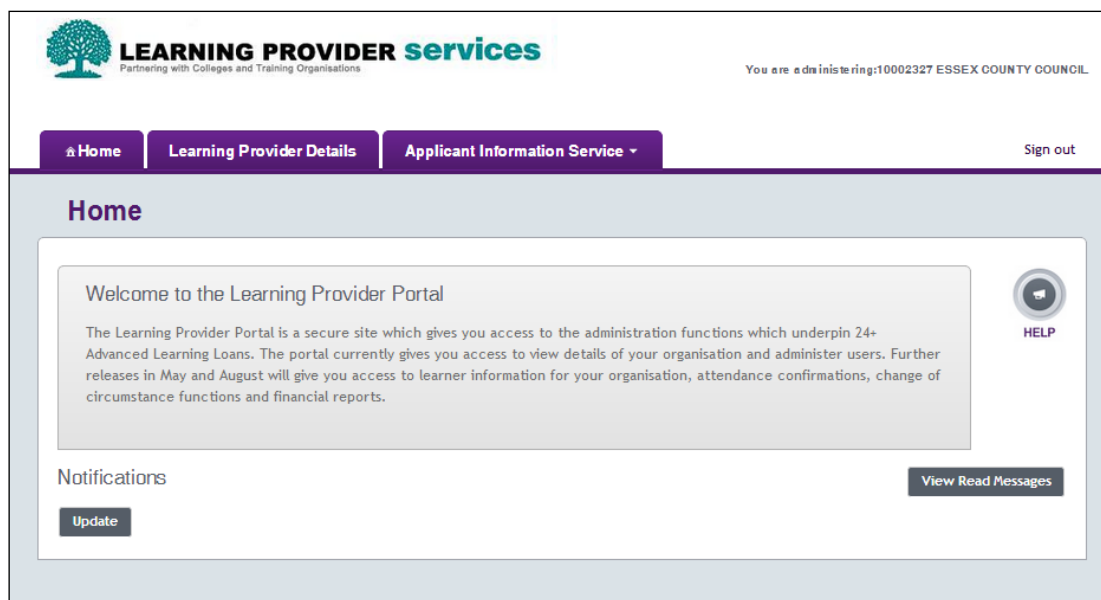 LEARNING PROVIDER services
Partnering with Colleges and Training Organisations
You are administering:10002327 ESSEX COUNTY COUNCIL
Home Learning Provider Details Applicant Information Service Sign out
Home
Welcome to the Learning Provider Portal
The Learning Provider Portal is a secure site which gives you access to the administration functions which underpin 24+
Advanced Learning Loans. The portal currently gives you access to view details of your organisation and administer users. Further
releases in May and August will give you access to learner information for your organisation, attendance confirmations, change of
circumstance functions and financial reports.
HELP
Notifications
View Read Messages
Update